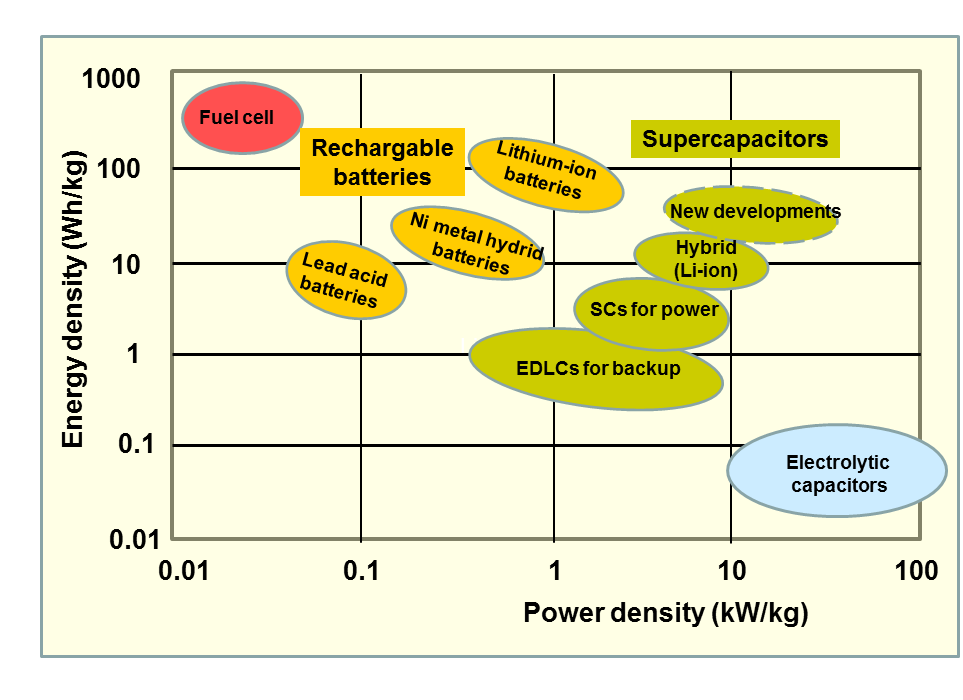 1000
100
10
1
0.1
0.01
Energy density (Wh/kg)
Fuel cell
Rechargable
batteries
Lithium-ion
batteries
Supercapacitors
New developments
Ni metal hydrid
batteries
Hybrid
(Li-ion)
Lead acid
batteries
SCs for power
EDLCs for backup
Electrolytic
capacitors
0.01
0.1
1
10
100
Power density (kW/kg)